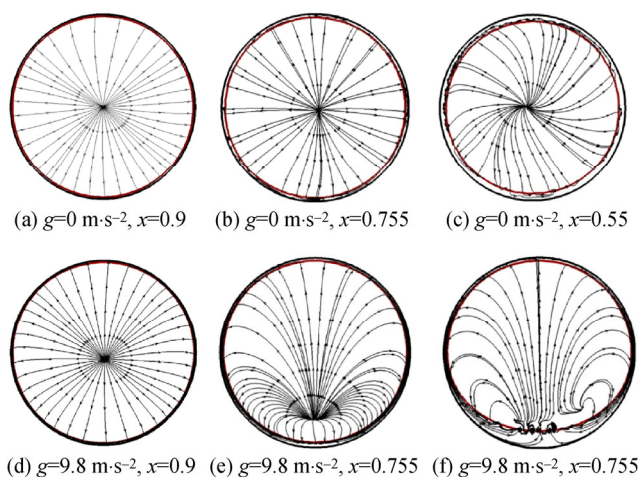 (a) g=0 m·s⁻², x=0.9
(b) g=0 m·s⁻², x=0.755
(c) g=0 m·s⁻², x=0.55
(d) g=9.8 m·s⁻², x=0.9
(e) g=9.8 m·s⁻², x=0.755
(f) g=9.8 m·s⁻², x=0.755